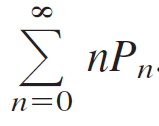 ∞
∑ nPₙ.
n=0